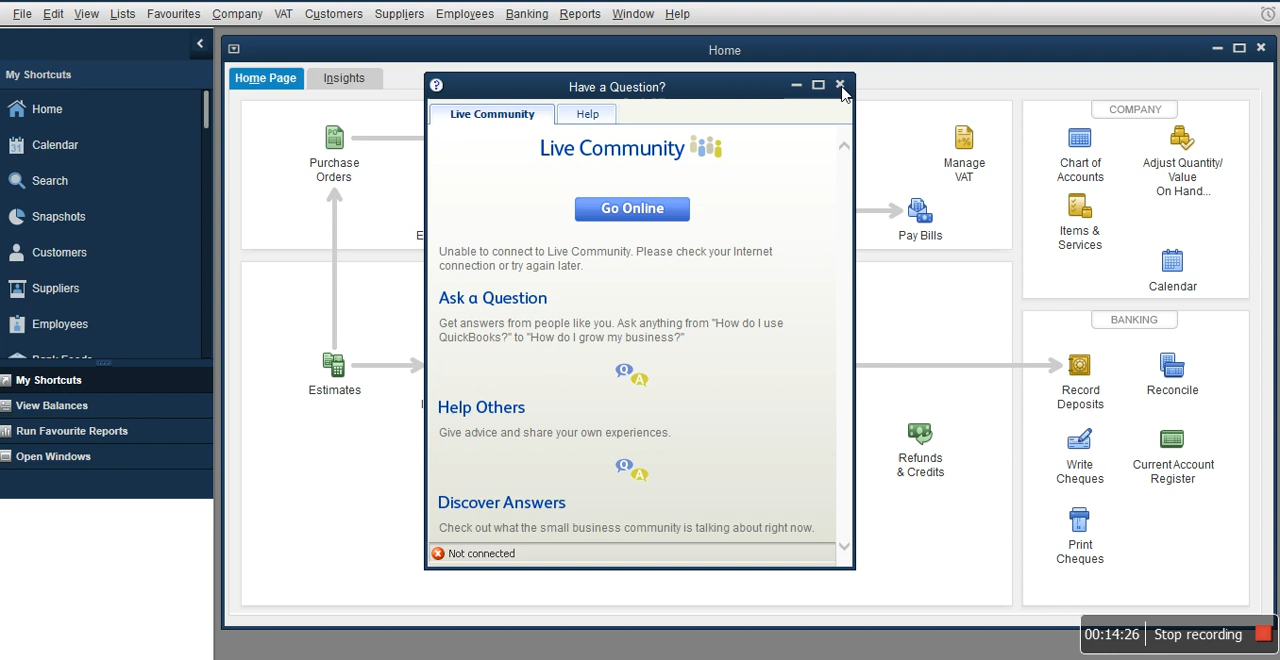 File Edit View Lists Favourites Company VAT Customers Suppliers Employees Banking Reports Window Help
Home
My Shortcuts
Home
Calendar
Search
Snapshots
Customers
Suppliers
Employees
My Shortcuts
View Balances
Run Favourite Reports
Open Windows
Home Page
Insights
Purchase
Orders
Estimates
Have a Question?
Live Community
Help
Live Community
Go Online
Unable to connect to Live Community. Please check your Internet
connection or try again later.
Ask a Question
Get answers from people like you. Ask anything from "How do I use
QuickBooks?" to "How do I grow my business?"
Q A
Help Others
Give advice and share your own experiences.
Q A
Discover Answers
Check out what the small business community is talking about right now.
Not connected
Manage
VAT
Pay Bills
Refunds
& Credits
COMPANY
Chart of
Accounts
Adjust Quantity/
Value
On Hand...
Items &
Services
Calendar
BANKING
Record
Deposits
Reconcile
Write
Cheques
Current Account
Register
Print
Cheques
00:14:26 Stop recording